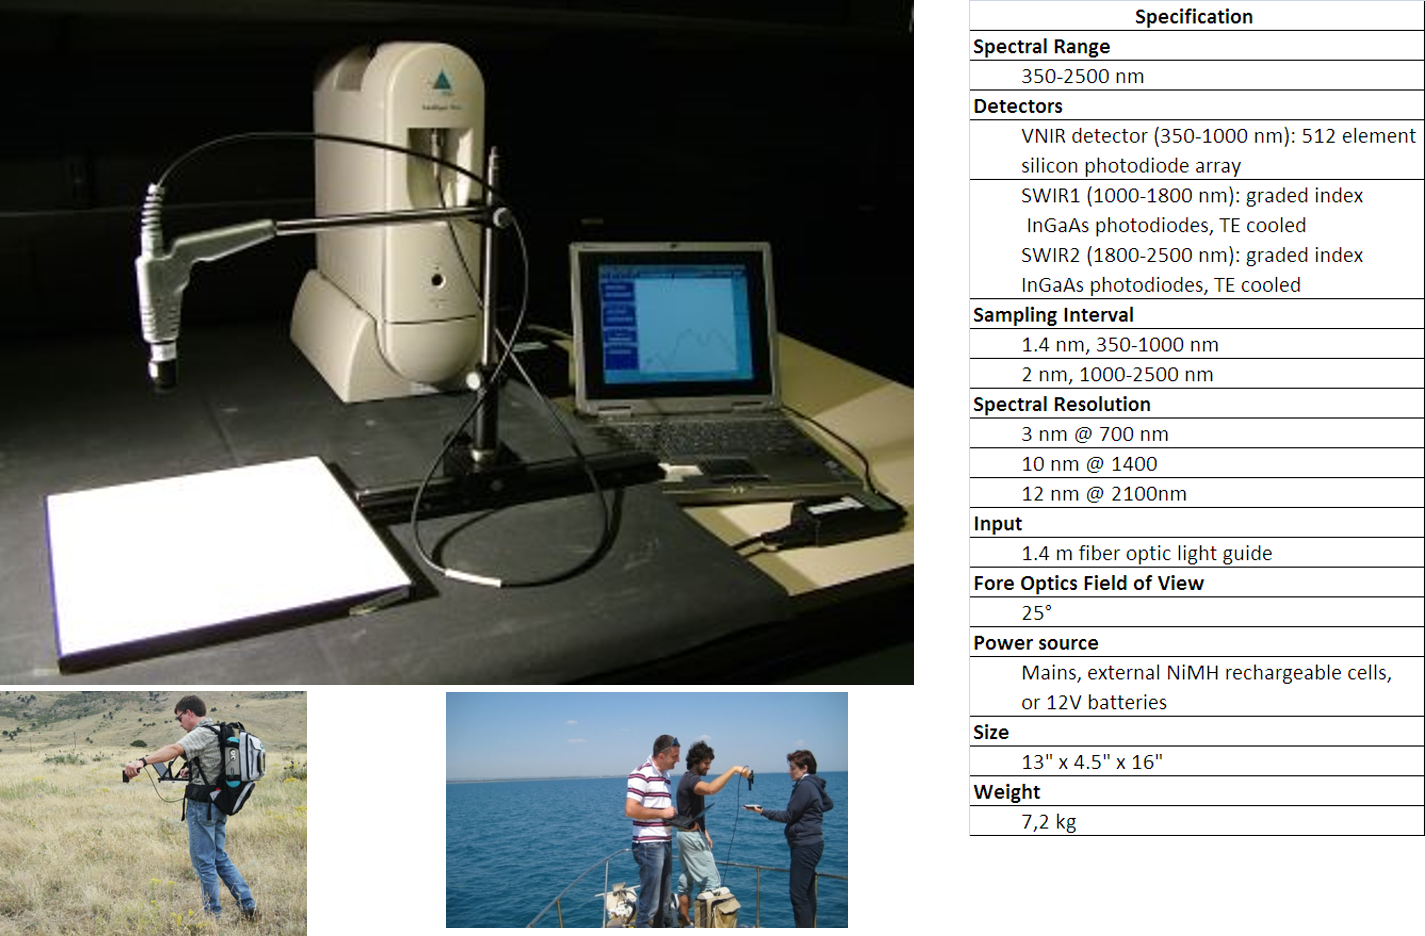 Specification
Spectral Range
350-2500 nm
Detectors
VNIR detector (350-1000 nm): 512 element
silicon photodiode array
SWIR1 (1000-1800 nm): graded index
InGaAs photodiodes, TE cooled
SWIR2 (1800-2500 nm): graded index
InGaAs photodiodes, TE cooled
Sampling Interval
1.4 nm, 350-1000 nm
2 nm, 1000-2500 nm
Spectral Resolution
3 nm @ 700 nm
10 nm @ 1400
12 nm @ 2100nm
Input
1.4 m fiber optic light guide
Fore Optics Field of View
25°
Power source
Mains, external NiMH rechargeable cells,
or 12V batteries
Size
13" x 4.5" x 16"
Weight
7,2 kg